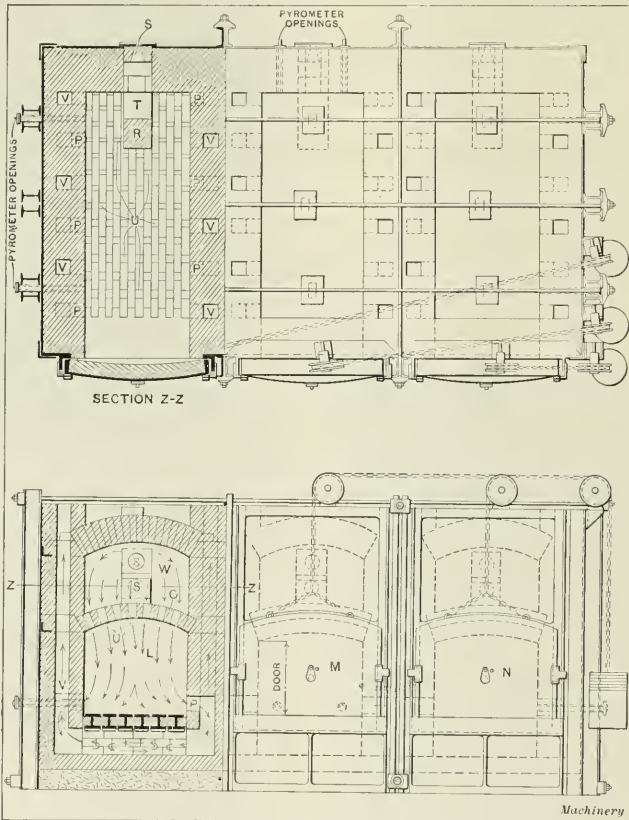 S
PYROMETER
OPENINGS
V
T
P
R
P
V
V
P
P
U
V
V
P
P
V
PYROMETER OPENINGS
SECTION Z-Z
S
W
Z
S
C
Z
U
L
DOOR
M
N
V
P
Machinery